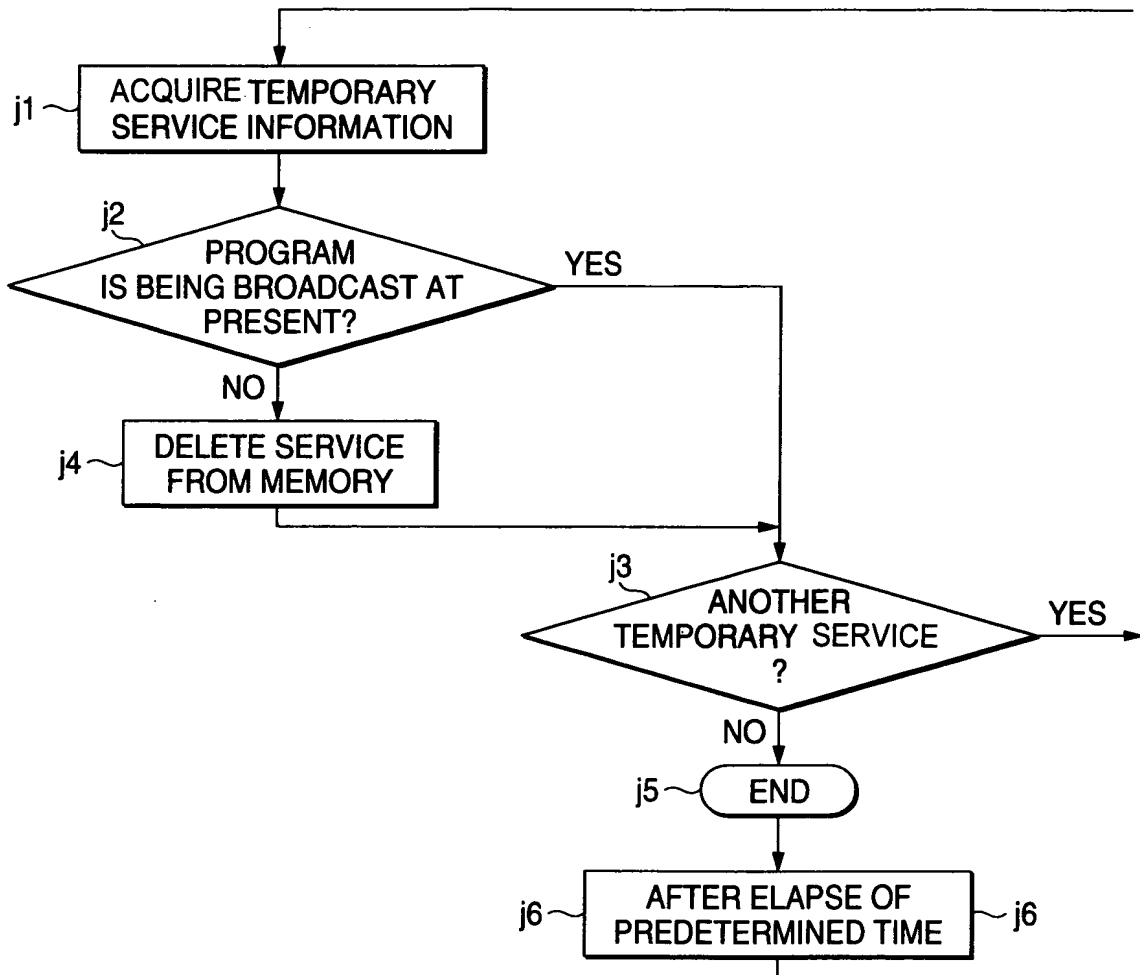 j1
ACQUIRE TEMPORARY
SERVICE INFORMATION
j2
PROGRAM
IS BEING BROADCAST AT
PRESENT?
YES
NO
j4
DELETE SERVICE
FROM MEMORY
j3
ANOTHER
TEMPORARY SERVICE
?
YES
NO
j5
END
j6
AFTER ELAPSE OF
PREDETERMINED TIME
j6